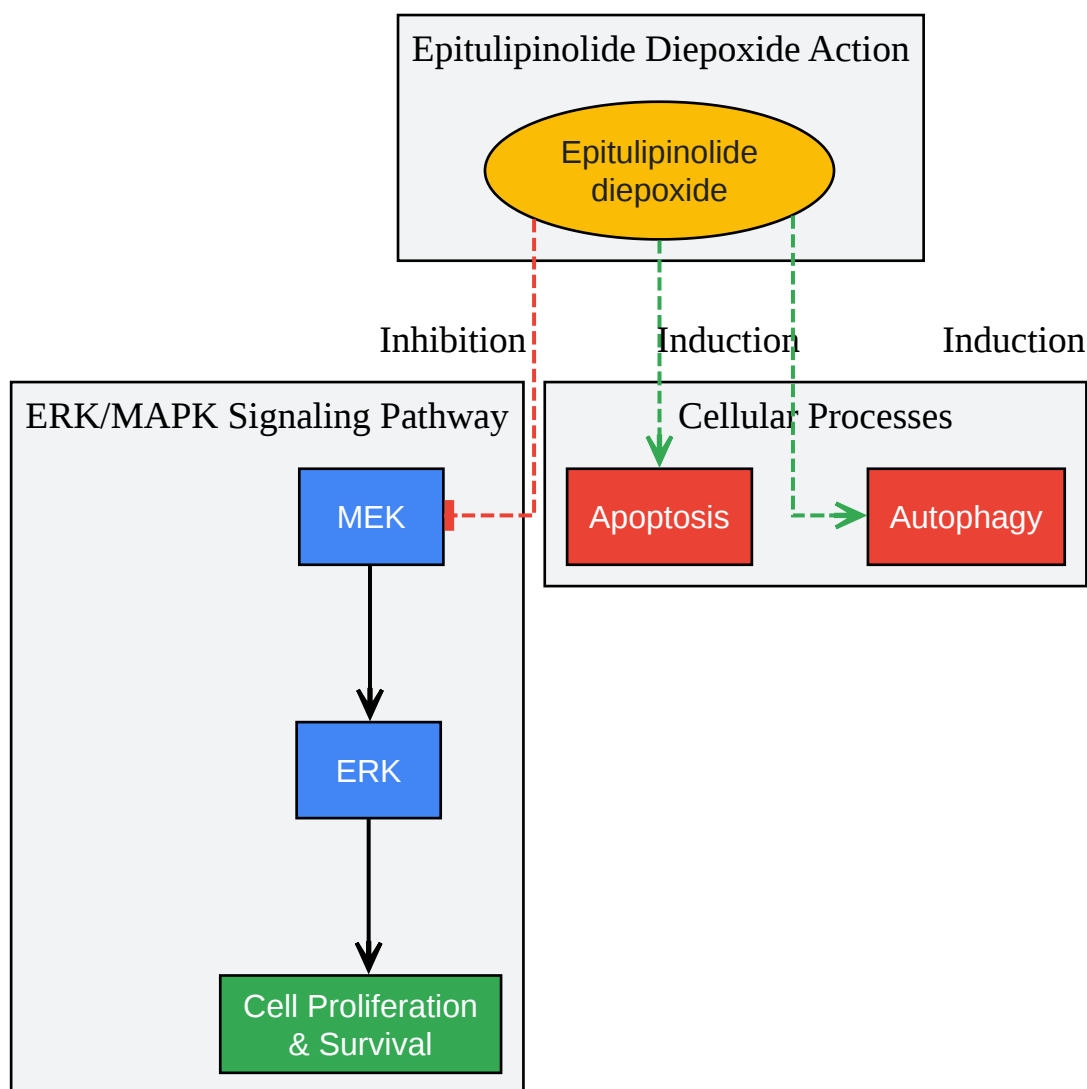 Epitulipinolide Diepoxide Action
Epitulipinolide
diepoxide
Inhibition
Induction
Induction
ERK/MAPK Signaling Pathway
Cellular Processes
MEK
Apoptosis
Autophagy
ERK
Cell Proliferation
& Survival